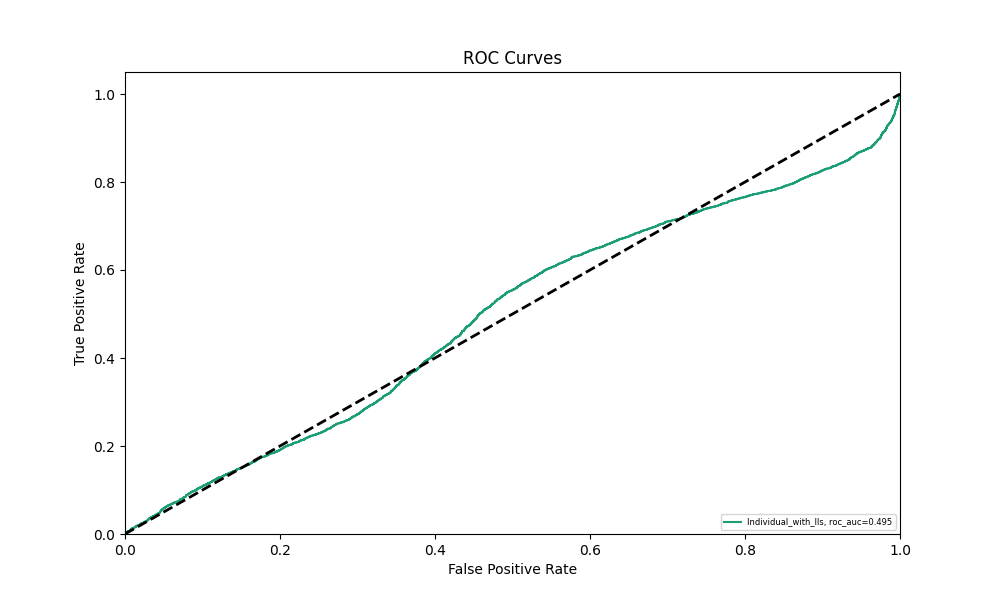 ROC Curves
True Positive Rate
1.0
0.8
0.6
0.4
0.2
0.0
0.0 0.2 0.4 0.6 0.8 1.0
False Positive Rate
Individual_with_lls, roc_auc=0.495